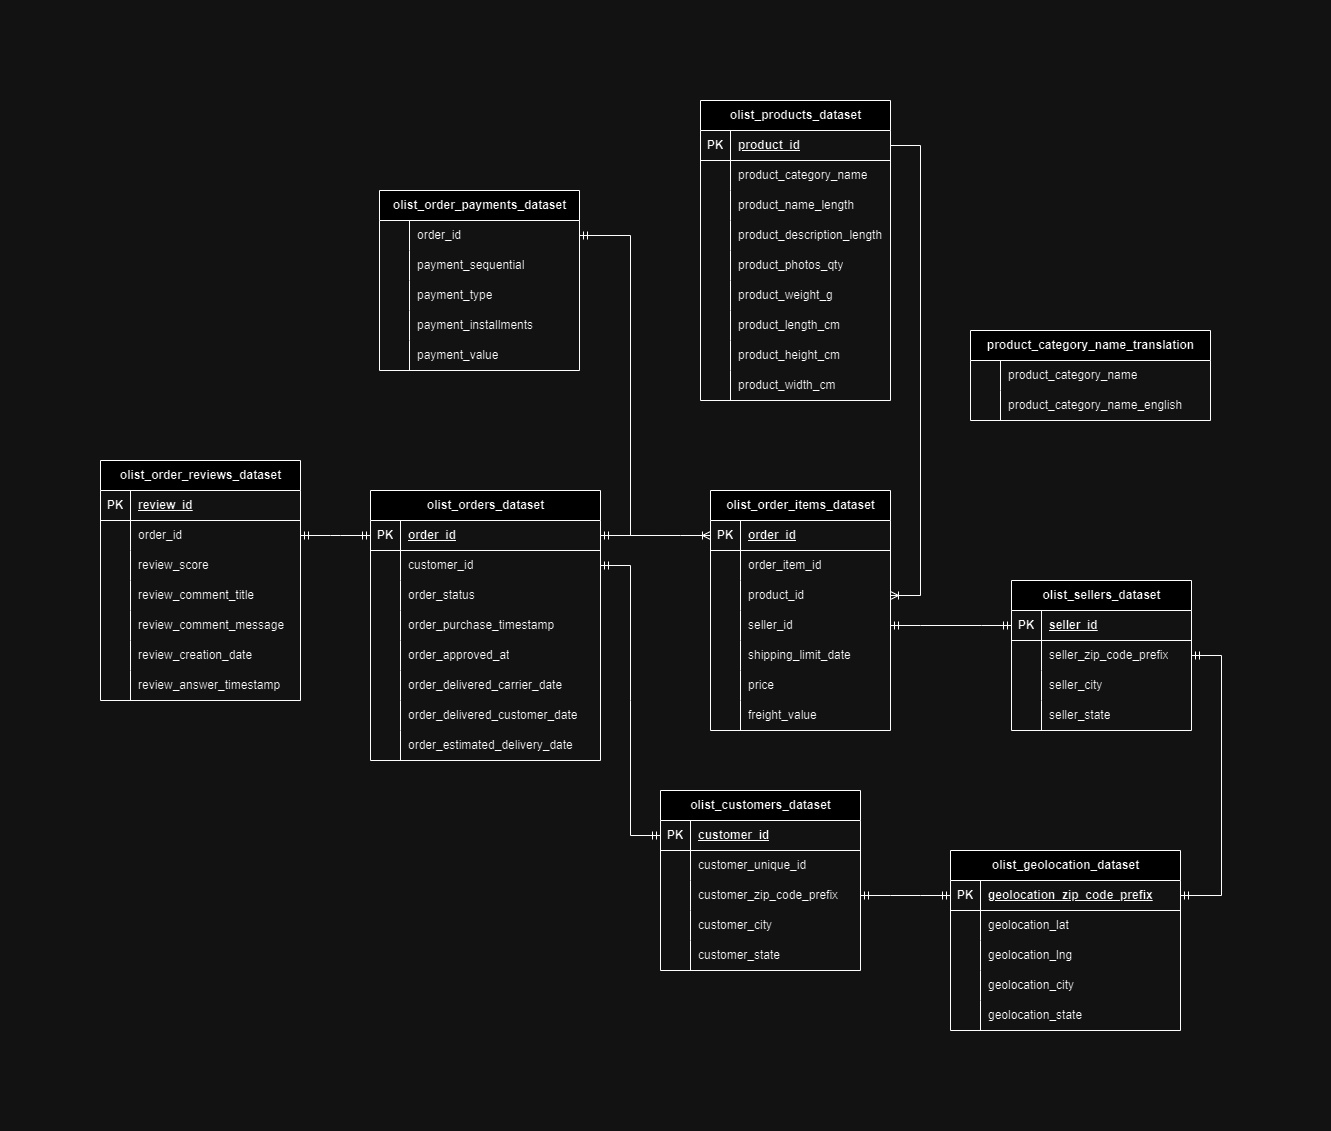 olist_products_dataset
PK product_id
product_category_name
product_name_length
product_description_length
product_photos_qty
product_weight_g
product_length_cm
product_height_cm
product_width_cm
olist_order_payments_dataset
order_id
payment_sequential
payment_type
payment_installments
payment_value
product_category_name_translation
product_category_name
product_category_name_english
olist_order_reviews_dataset
PK review_id
order_id
review_score
review_comment_title
review_comment_message
review_creation_date
review_answer_timestamp
olist_orders_dataset
PK order_id
customer_id
order_status
order_purchase_timestamp
order_approved_at
order_delivered_carrier_date
order_delivered_customer_date
order_estimated_delivery_date
olist_order_items_dataset
PK order_id
order_item_id
product_id
seller_id
shipping_limit_date
price
freight_value
olist_sellers_dataset
PK seller_id
seller_zip_code_prefix
seller_city
seller_state
olist_customers_dataset
PK customer_id
customer_unique_id
customer_zip_code_prefix
customer_city
customer_state
olist_geolocation_dataset
PK geolocation_zip_code_prefix
geolocation_lat
geolocation_lng
geolocation_city
geolocation_state